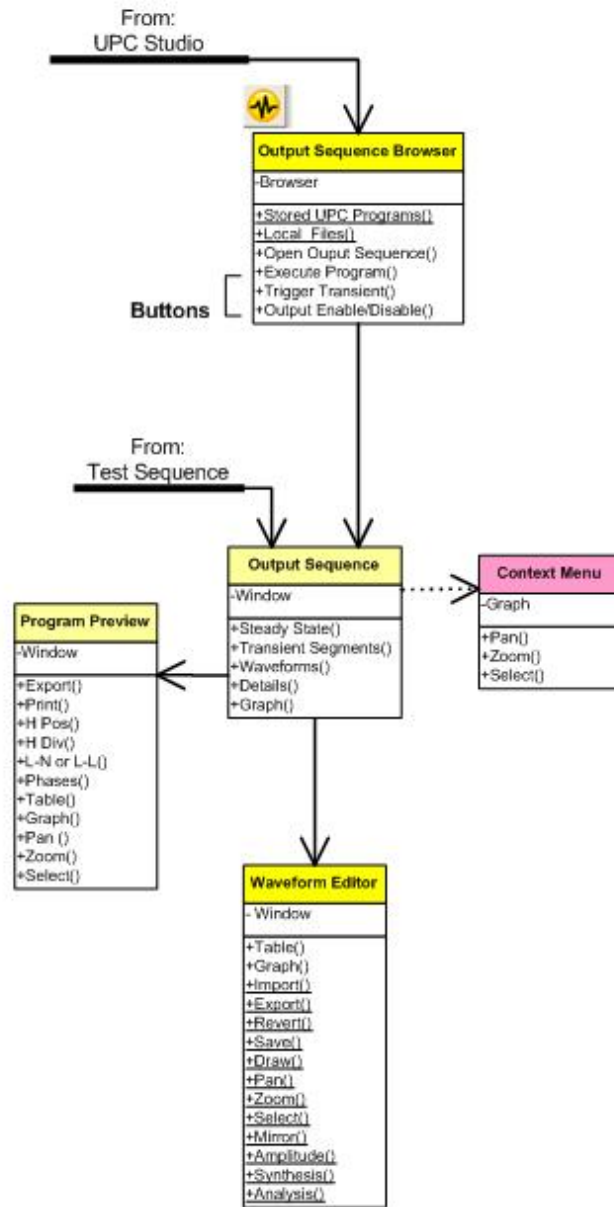 From:
UPC Studio
Output Sequence Browser
-Browser
+Stored UPC Programs()
+Local Files()
+Open Ouput Sequence()
+Execute Program()
+Trigger Transient()
+Output Enable/Disable()
Buttons
From:
Test Sequence
Output Sequence
-Window
+Steady State()
+Transient Segments()
+Waveforms()
+Details()
+Graph()
Context Menu
-Graph
+Pan()
+Zoom()
+Select()
Program Preview
-Window
+Export()
+Print()
+H Pos()
+H Div()
+L-N or L-L()
+Phases()
+Table()
+Graph()
+Pan ()
+Zoom()
+Select()
Waveform Editor
- Window
+Table()
+Graph()
+Import()
+Export()
+Revert()
+Save()
+Draw()
+Pan()
+Zoom()
+Select()
+Mirror()
+Amplitude()
+Synthesis()
+Analysis()